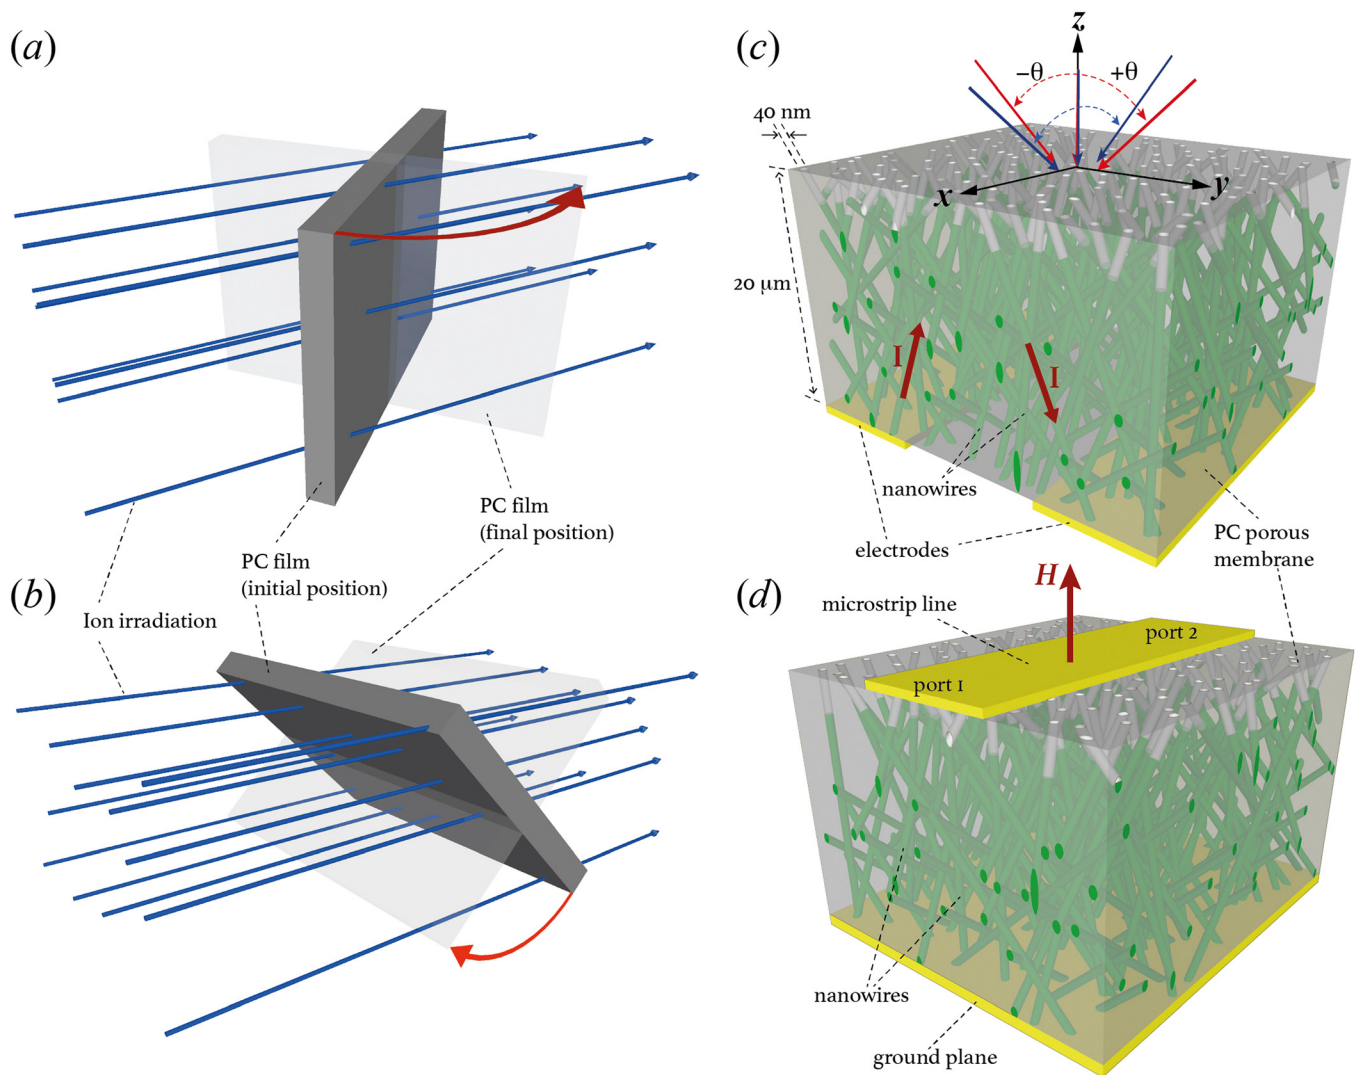 (a)
PC film
(final position)
PC film
(initial position)
(b)
Ion irradiation
(c)
z
−θ
+θ
40 nm
x
y
20 µm
I
I
nanowires
electrodes
PC porous
membrane
(d)
H
microstrip line
port 2
port 1
nanowires
ground plane